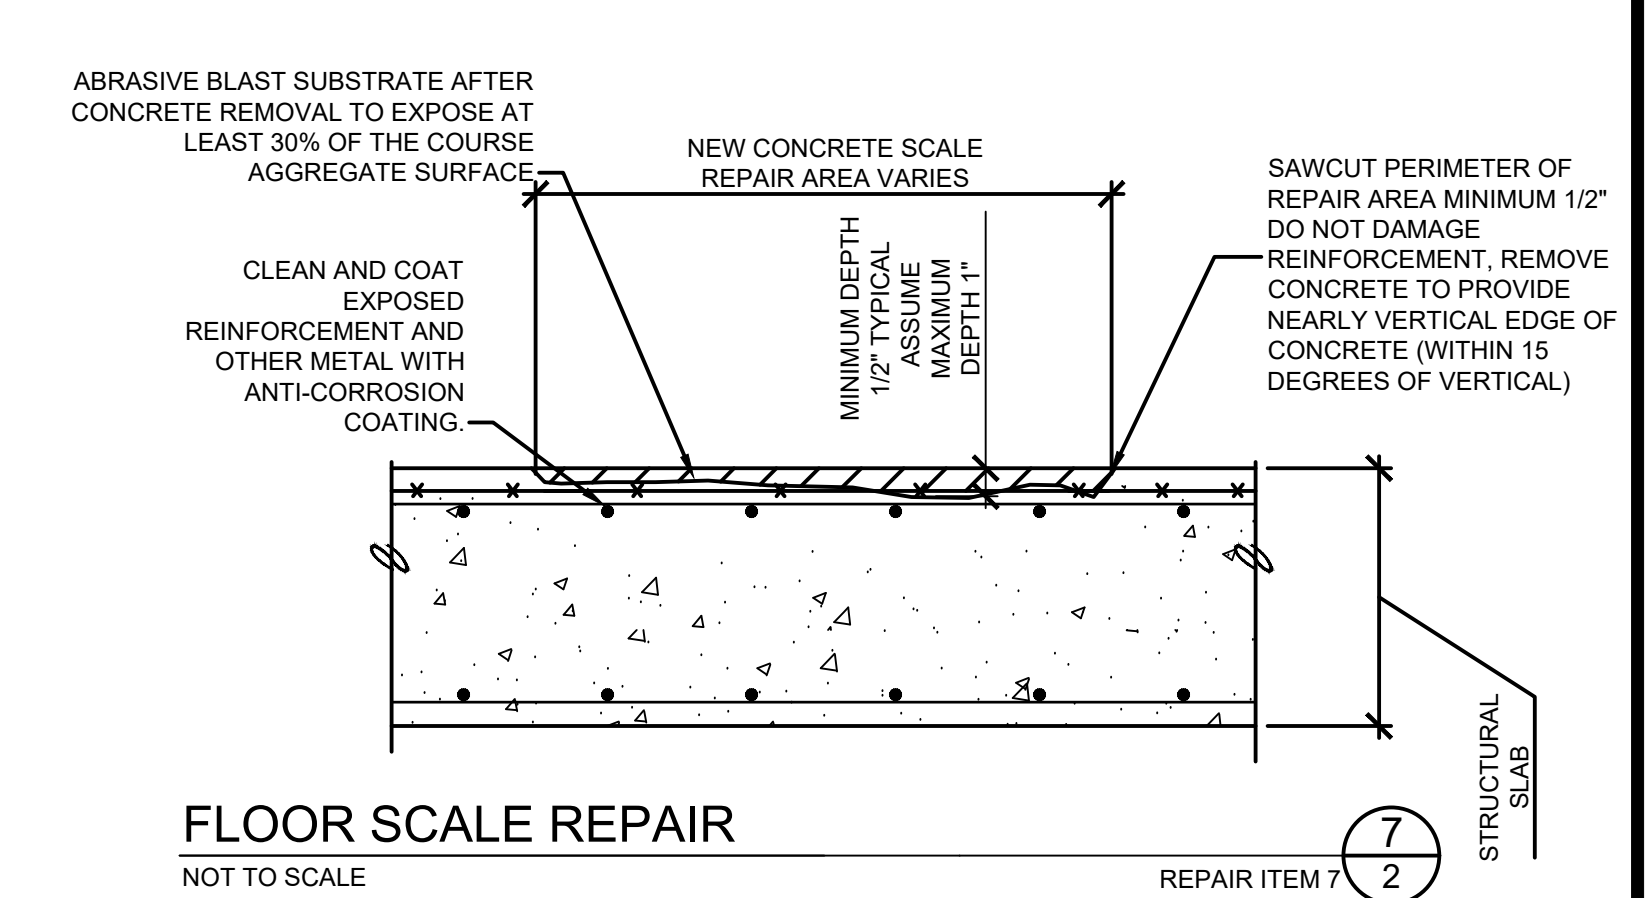 ABRASIVE BLAST SUBSTRATE AFTER
CONCRETE REMOVAL TO EXPOSE AT
LEAST 30% OF THE COURSE
AGGREGATE SURFACE
NEW CONCRETE SCALE
REPAIR AREA VARIES
SAWCUT PERIMETER OF
REPAIR AREA MINIMUM 1/2"
DO NOT DAMAGE
REINFORCEMENT, REMOVE
CONCRETE TO PROVIDE
NEARLY VERTICAL EDGE OF
CONCRETE (WITHIN 15
DEGREES OF VERTICAL)
CLEAN AND COAT
EXPOSED
REINFORCEMENT AND
OTHER METAL WITH
ANTI-CORROSION
COATING.
MINIMUM DEPTH
1/2" TYPICAL
ASSUME
MAXIMUM
DEPTH 1"
STRUCTURAL
SLAB
FLOOR SCALE REPAIR
NOT TO SCALE
REPAIR ITEM 7
7
2